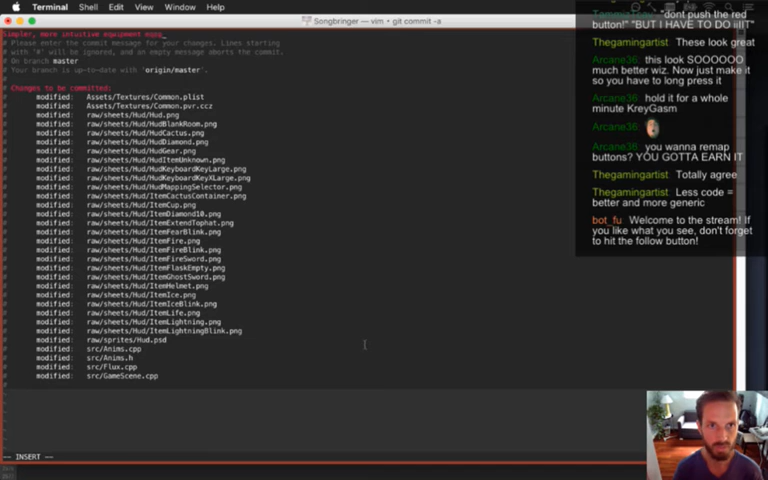 Terminal Shell Edit View Window Help
Songbringer — vim • git commit -a
Simpler, more intuitive equipment mapp
# Please enter the commit message for your changes. Lines starting
# with '#' will be ignored, and an empty message aborts the commit.
# On branch master
# Your branch is up-to-date with 'origin/master'.
#
# Changes to be committed:
# modified: Assets/Textures/Common.plist
# modified: Assets/Textures/Common.pvr.ccz
# modified: raw/sheets/Hud/Hud.png
# modified: raw/sheets/Hud/HudBlankRoom.png
# modified: raw/sheets/Hud/HudCactus.png
# modified: raw/sheets/Hud/HudDiamond.png
# modified: raw/sheets/Hud/HudGear.png
# modified: raw/sheets/Hud/HudItemUnknown.png
# modified: raw/sheets/Hud/HudKeyboardKeyLarge.png
# modified: raw/sheets/Hud/HudKeyboardKeyXLarge.png
# modified: raw/sheets/Hud/HudMappingSelector.png
# modified: raw/sheets/Hud/ItemCactusContainer.png
# modified: raw/sheets/Hud/ItemCup.png
# modified: raw/sheets/Hud/ItemDiamond10.png
# modified: raw/sheets/Hud/ItemExtendTophat.png
# modified: raw/sheets/Hud/ItemFearBlink.png
# modified: raw/sheets/Hud/ItemFire.png
# modified: raw/sheets/Hud/ItemFireBlink.png
# modified: raw/sheets/Hud/ItemFireSword.png
# modified: raw/sheets/Hud/ItemFlaskEmpty.png
# modified: raw/sheets/Hud/ItemGhostSword.png
# modified: raw/sheets/Hud/ItemHelmet.png
# modified: raw/sheets/Hud/ItemIce.png
# modified: raw/sheets/Hud/ItemIceBlink.png
# modified: raw/sheets/Hud/ItemLife.png
# modified: raw/sheets/Hud/ItemLightning.png
# modified: raw/sheets/Hud/ItemLightningBlink.png
# modified: raw/sprites/Hud.psd
# modified: src/Anims.cpp
# modified: src/Anims.h
# modified: src/Flux.cpp
# modified: src/GameScene.cpp
#
-- INSERT --
"dont push the red
button!" "BUT I HAVE TO DO iiIIT"
Thegamingartist These look great
Arcane36: this look SOOOOOO
much better wiz. Now just make it
so you have to long press it
Arcane36: hold it for a whole
minute KreyGasm
Arcane36:
Arcane36: you wanna remap
buttons? YOU GOTTA EARN IT
Thegamingartist Totally agree
Thegamingartist Less code =
better and more generic
bot_fu Welcome to the stream! If
you like what you see, don't forget
to hit the follow button!